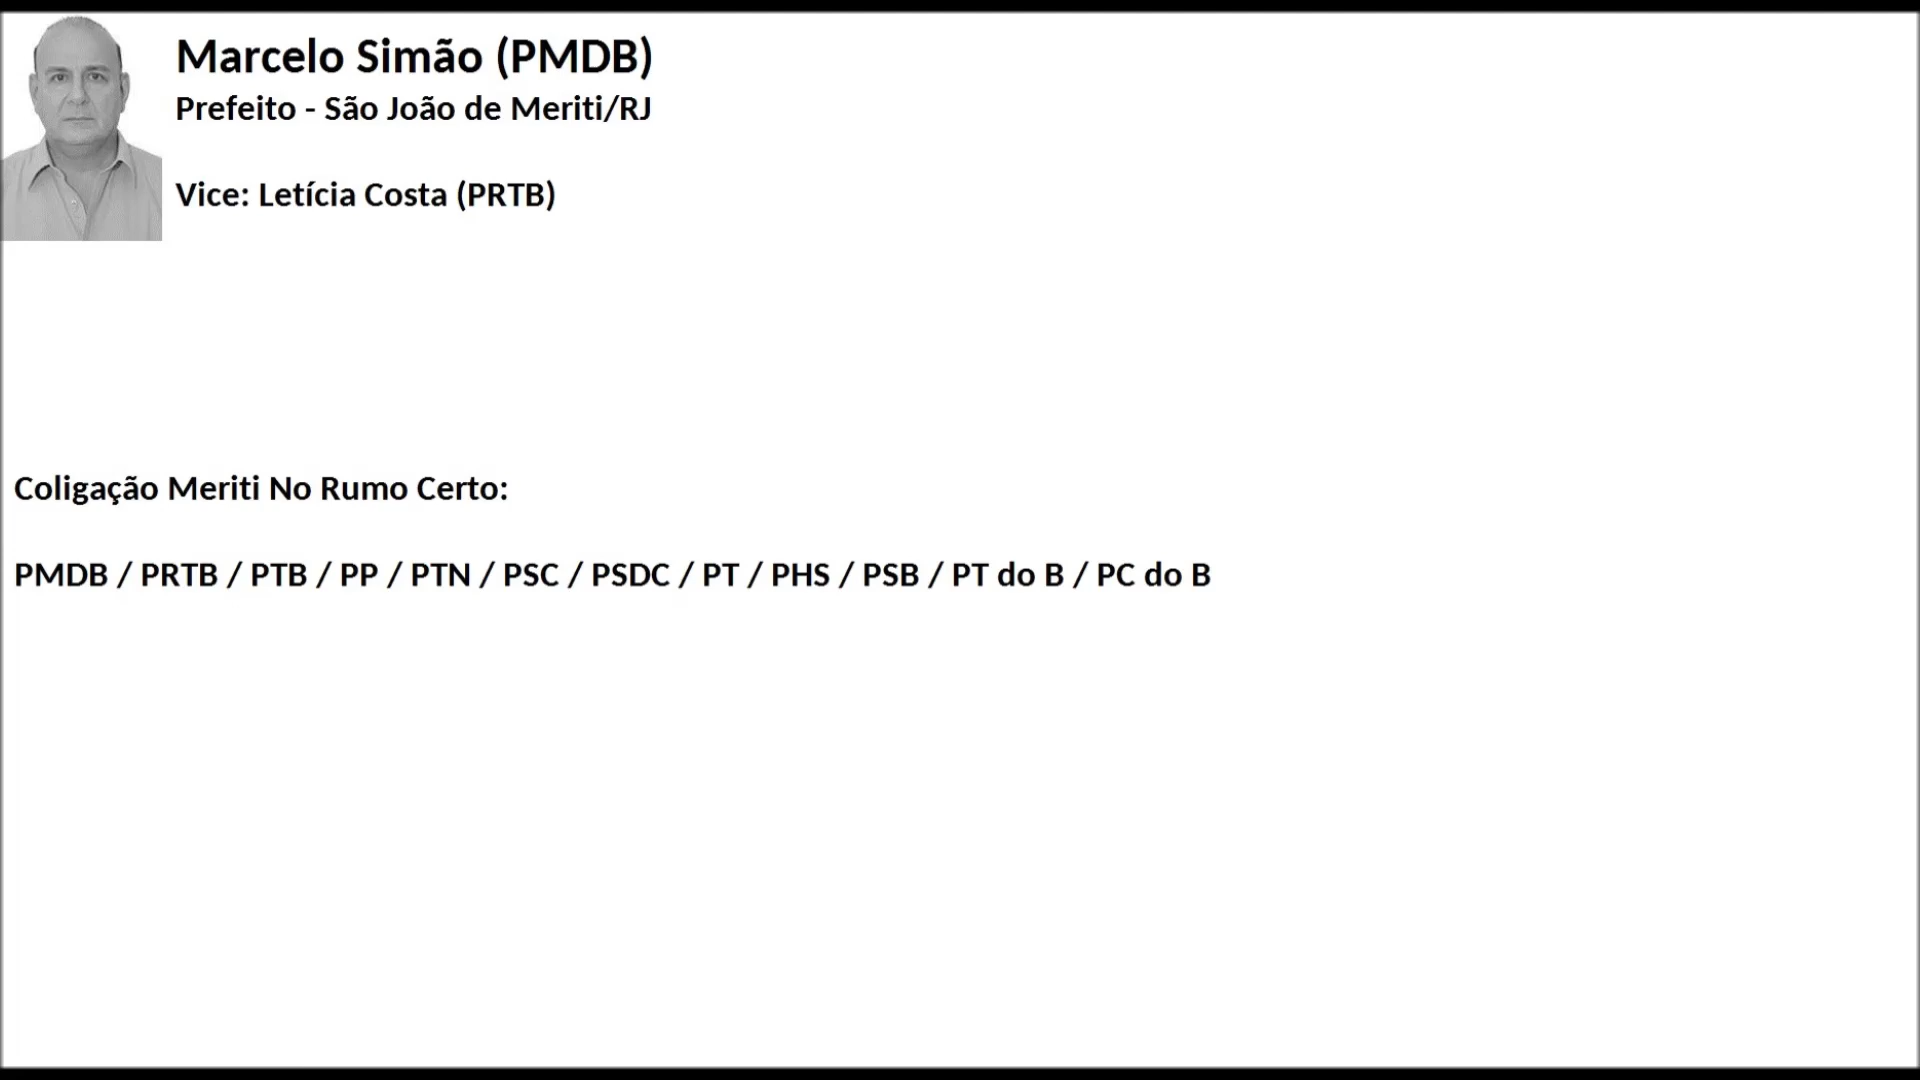 Marcelo Simão (PMDB)
Prefeito - São João de Meriti/RJ
Vice: Letícia Costa (PRTB)
Coligação Meriti No Rumo Certo:
PMDB / PRTB / PTB / PP / PTN / PSC / PSDC / PT / PHS / PSB / PT do B / PC do B